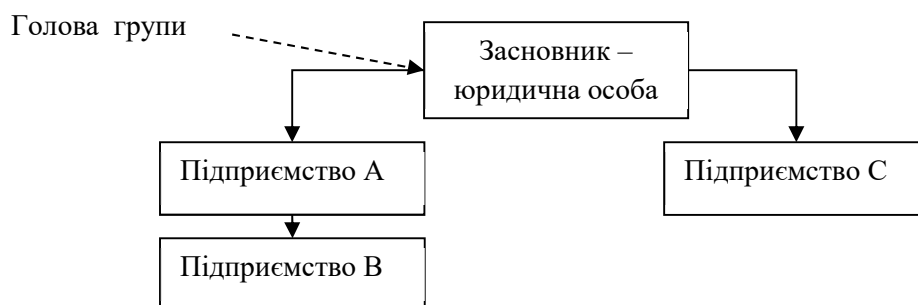 Голова групи
Засновник –
юридична особа
Підприємство А
Підприємство С
Підприємство В